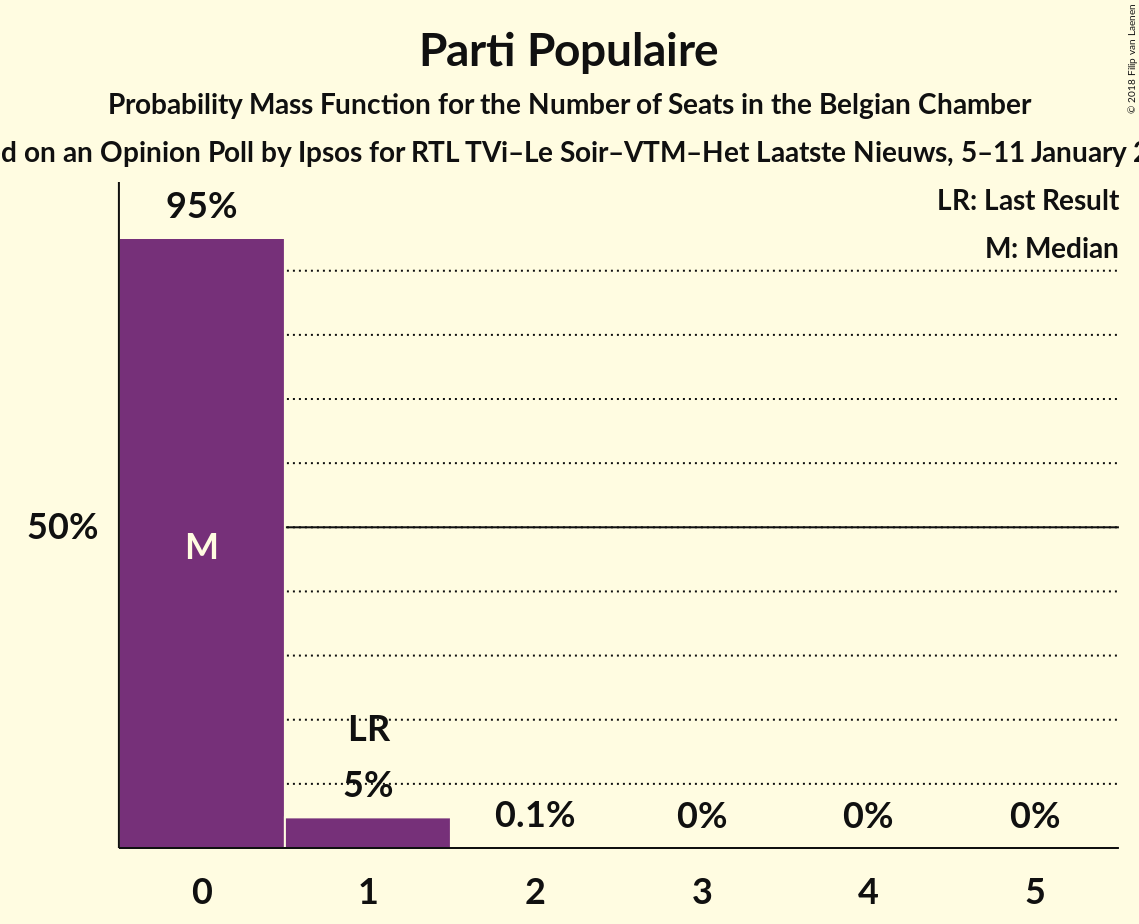 Parti Populaire
Probability Mass Function for the Number of Seats in the Belgian Chamber
on an Opinion Poll by Ipsos for RTL TVi–Le Soir–VTM–Het Laatste Nieuws, 5–11 January
© 2018 Filip van Laenen
LR: Last Result
M: Median
95%
50%
M
LR
5%
0.1%
0%
0%
0%
0
1
2
3
4
5